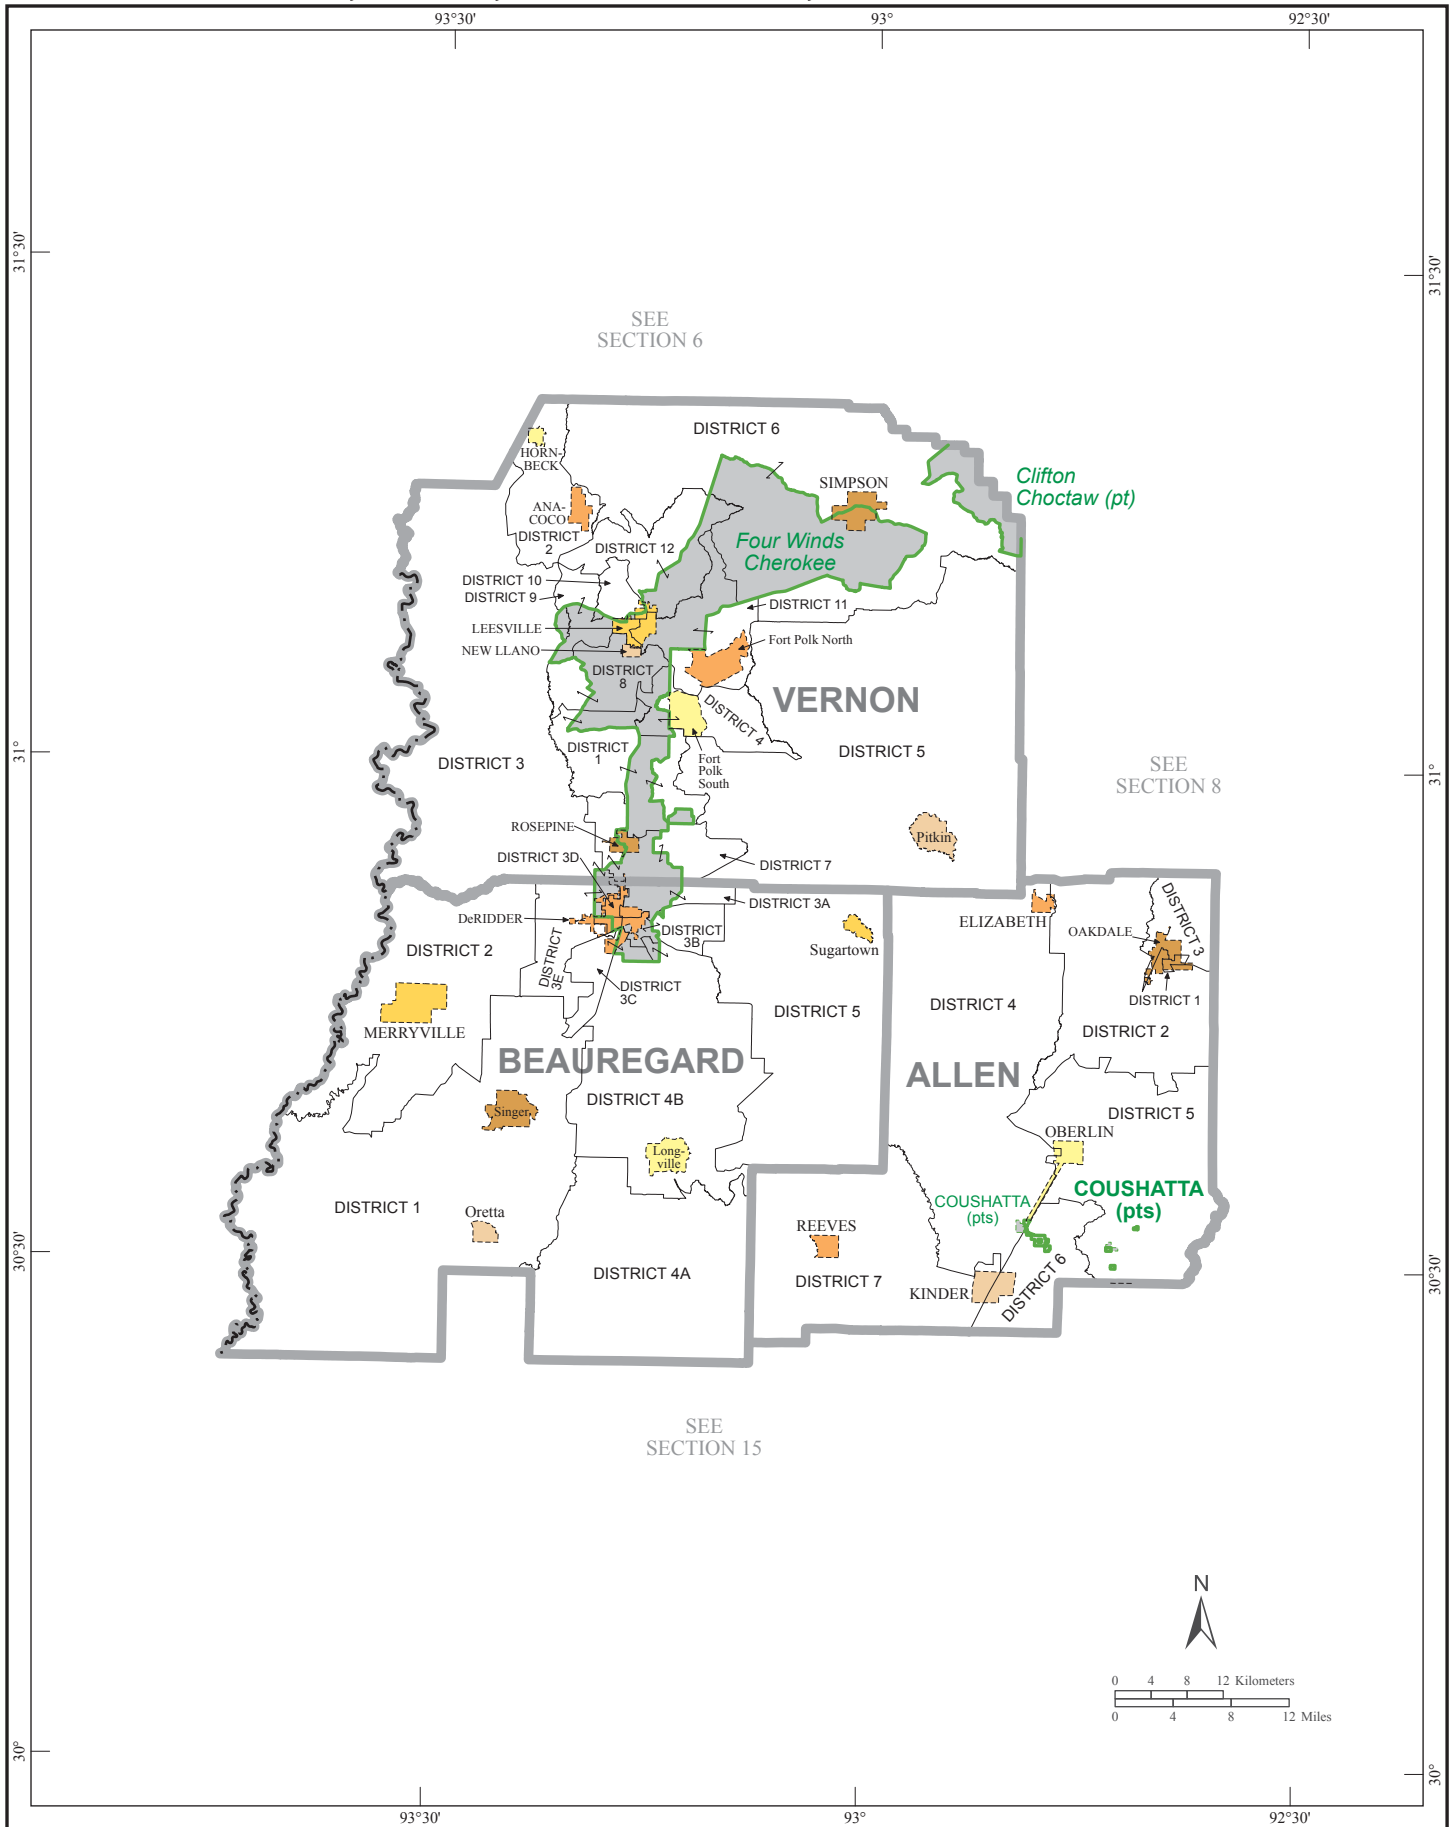 93°30'
93°
92°30'
31°30'
31°30'
SEE
SECTION 6
DISTRICT 6
HORN-
BECK
Clifton
Choctaw (pt)
SIMPSON
ANA-
COCO
DISTRICT
2
DISTRICT 12
Four Winds
Cherokee
DISTRICT 10
DISTRICT 9
DISTRICT 11
LEESVILLE
NEW LLANO
Fort Polk North
DISTRICT
8
VERNON
DISTRICT 4
DISTRICT 3
DISTRICT
1
DISTRICT 5
Fort
Polk
South
31°
31°
SEE
SECTION 8
ROSEPINE
Pitkin
DISTRICT 3D
DISTRICT 7
DISTRICT 3A
DeRIDDER
DISTRICT 2
DISTRICT
3E
DISTRICT
3B
DISTRICT
3C
Sugartown
ELIZABETH
OAKDALE
DISTRICT 3
DISTRICT 1
MERRYVILLE
DISTRICT 5
DISTRICT 4
DISTRICT 2
BEAUREGARD
ALLEN
Singer
DISTRICT 4B
DISTRICT 5
OBERLIN
Long-
ville
COUSHATTA
(pts)
COUSHATTA
(pts)
DISTRICT 1
Oretta
REEVES
DISTRICT 4A
DISTRICT 7
KINDER
DISTRICT 6
30°30'
30°30'
SEE
SECTION 15
N
0 4 8 12 Kilometers
0 4 8 12 Miles
30°
30°
93°30'
93°
92°30'